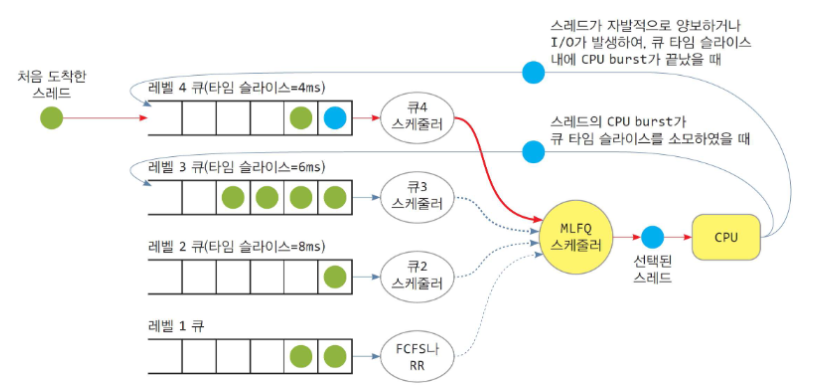 스레드가 자발적으로 양보하거나
I/O가 발생하여, 큐 타임 슬라이스
내에 CPU burst가 끝났을 때
처음 도착한
스레드
레벨 4 큐(타임 슬라이스=4ms)
큐4
스케줄러
스레드의 CPU burst가
큐 타임 슬라이스를 소모하였을 때
레벨 3 큐(타임 슬라이스=6ms)
큐3
스케줄러
MLFQ
스케줄러
선택된
스레드
CPU
레벨 2 큐(타임 슬라이스=8ms)
큐2
스케줄러
레벨 1 큐
FCFS나
RR